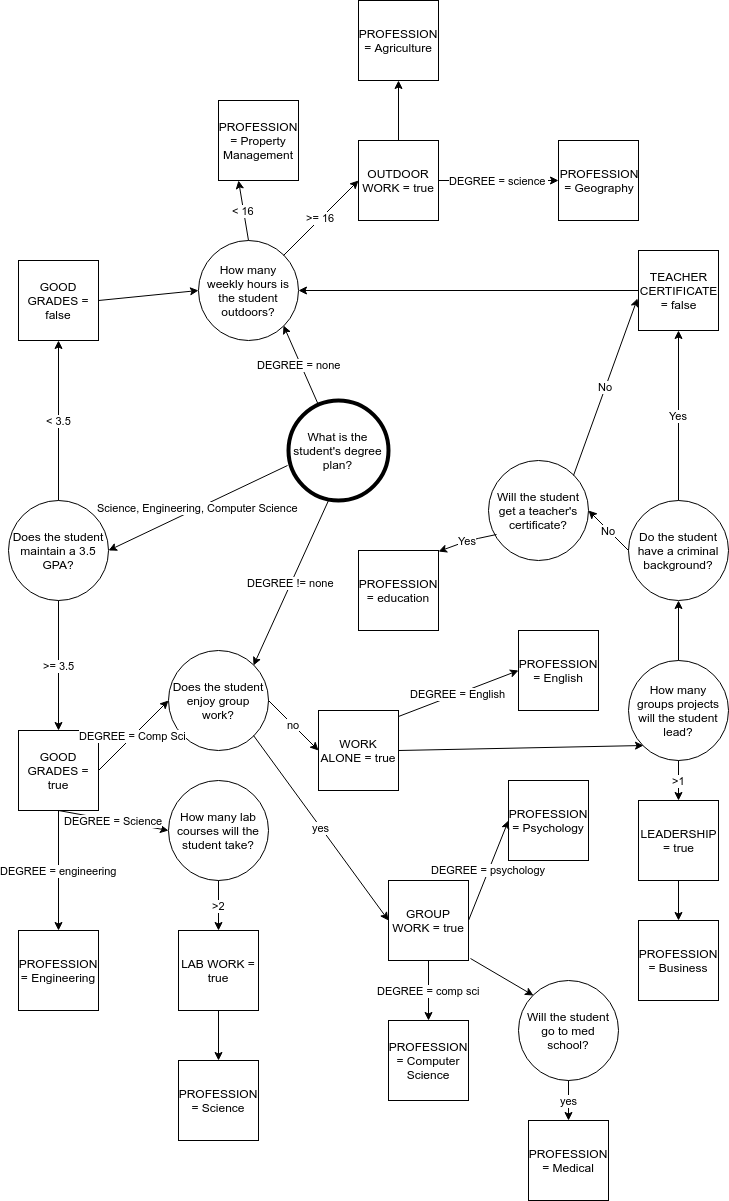 PROFESSION
= Agriculture
PROFESSION
= Property
Management
OUTDOOR
WORK = true
DEGREE = science
PROFESSION
= Geography
< 16
>= 16
How many
weekly hours is
the student
outdoors?
GOOD
GRADES =
false
TEACHER
CERTIFICATE
= false
DEGREE = none
No
Yes
< 3.5
What is the
student's degree
plan?
Science, Engineering, Computer Science
Will the student
get a teacher's
certificate?
No
Does the student
maintain a 3.5
GPA?
Do the student
have a criminal
background?
Yes
PROFESSION
= education
DEGREE != none
>= 3.5
Does the student
enjoy group
work?
PROFESSION
= English
DEGREE = English
How many
groups projects
will the student
lead?
no
DEGREE = Comp Sci
WORK
ALONE = true
GOOD
GRADES =
true
>1
DEGREE = Science
How many lab
courses will the
student take?
yes
PROFESSION
= Psychology
LEADERSHIP
= true
DEGREE = engineering
DEGREE = psychology
>2
GROUP
WORK = true
PROFESSION
= Engineering
LAB WORK =
true
PROFESSION
= Business
DEGREE = comp sci
Will the student
go to med
school?
PROFESSION
= Computer
Science
PROFESSION
= Science
yes
PROFESSION
= Medical